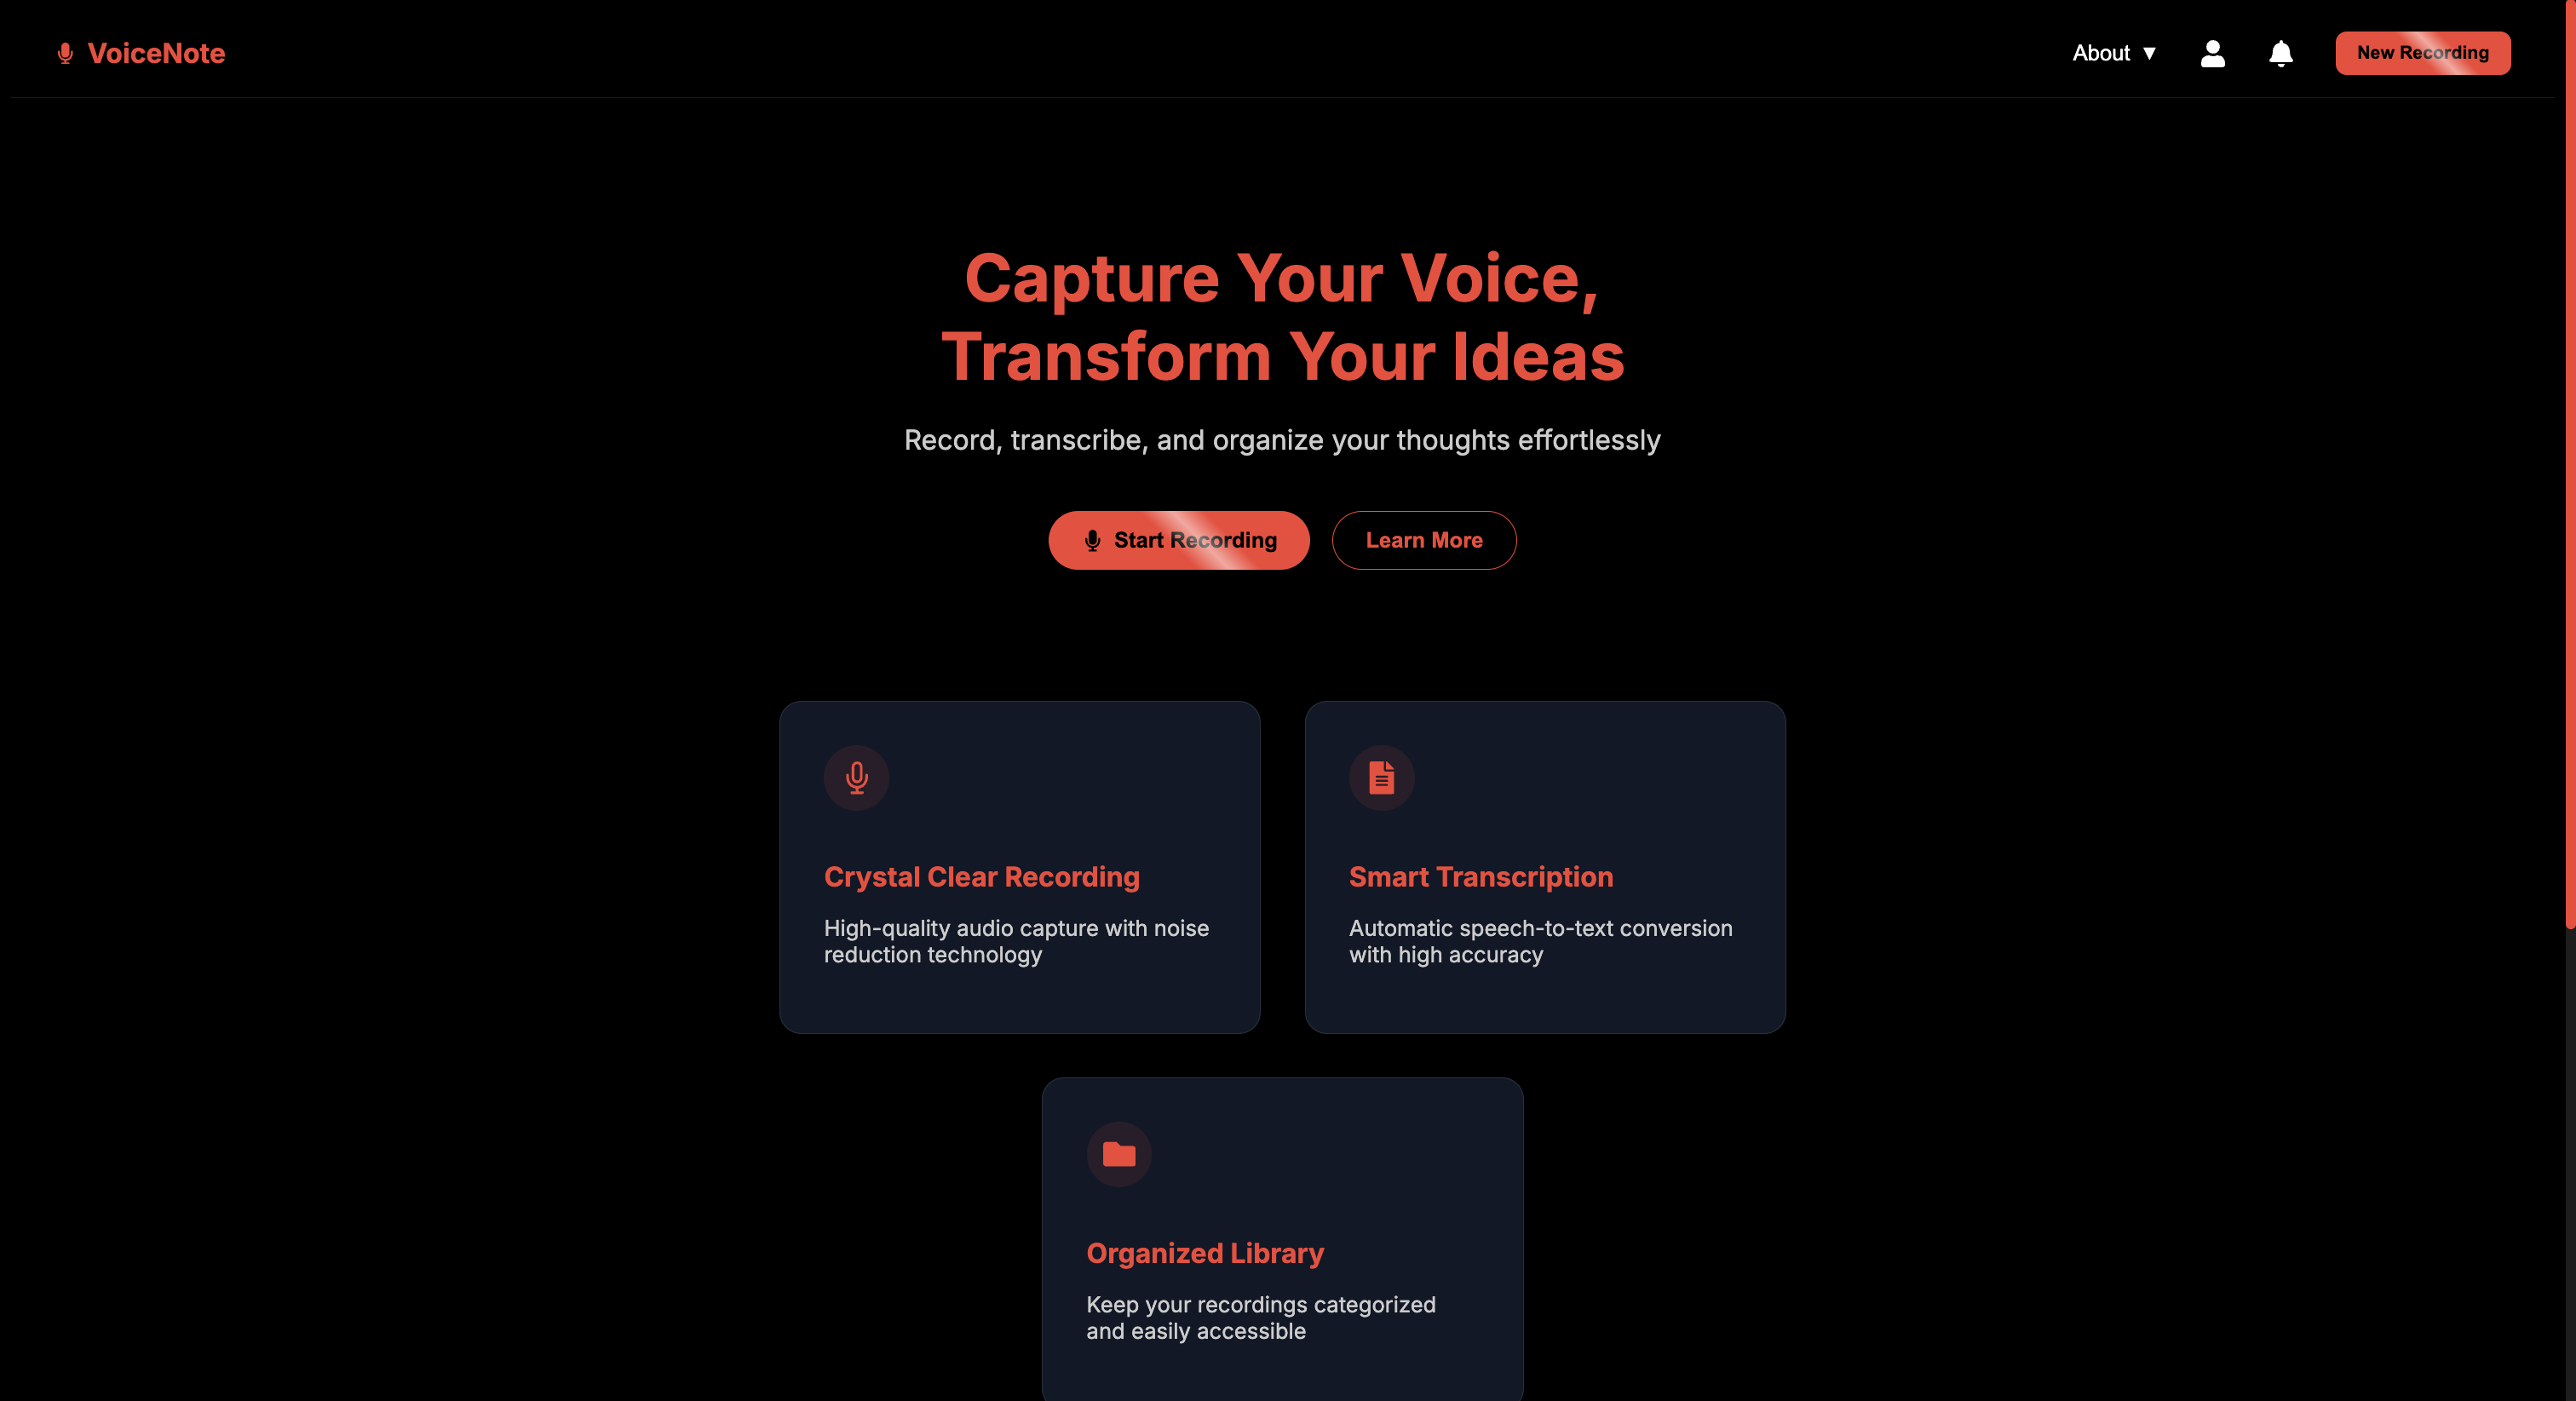 VoiceNote
About ▼
New Recording
Capture Your Voice,
Transform Your Ideas
Record, transcribe, and organize your thoughts effortlessly
Start Recording
Learn More
Crystal Clear Recording
High-quality audio capture with noise
reduction technology
Smart Transcription
Automatic speech-to-text conversion
with high accuracy
Organized Library
Keep your recordings categorized
and easily accessible